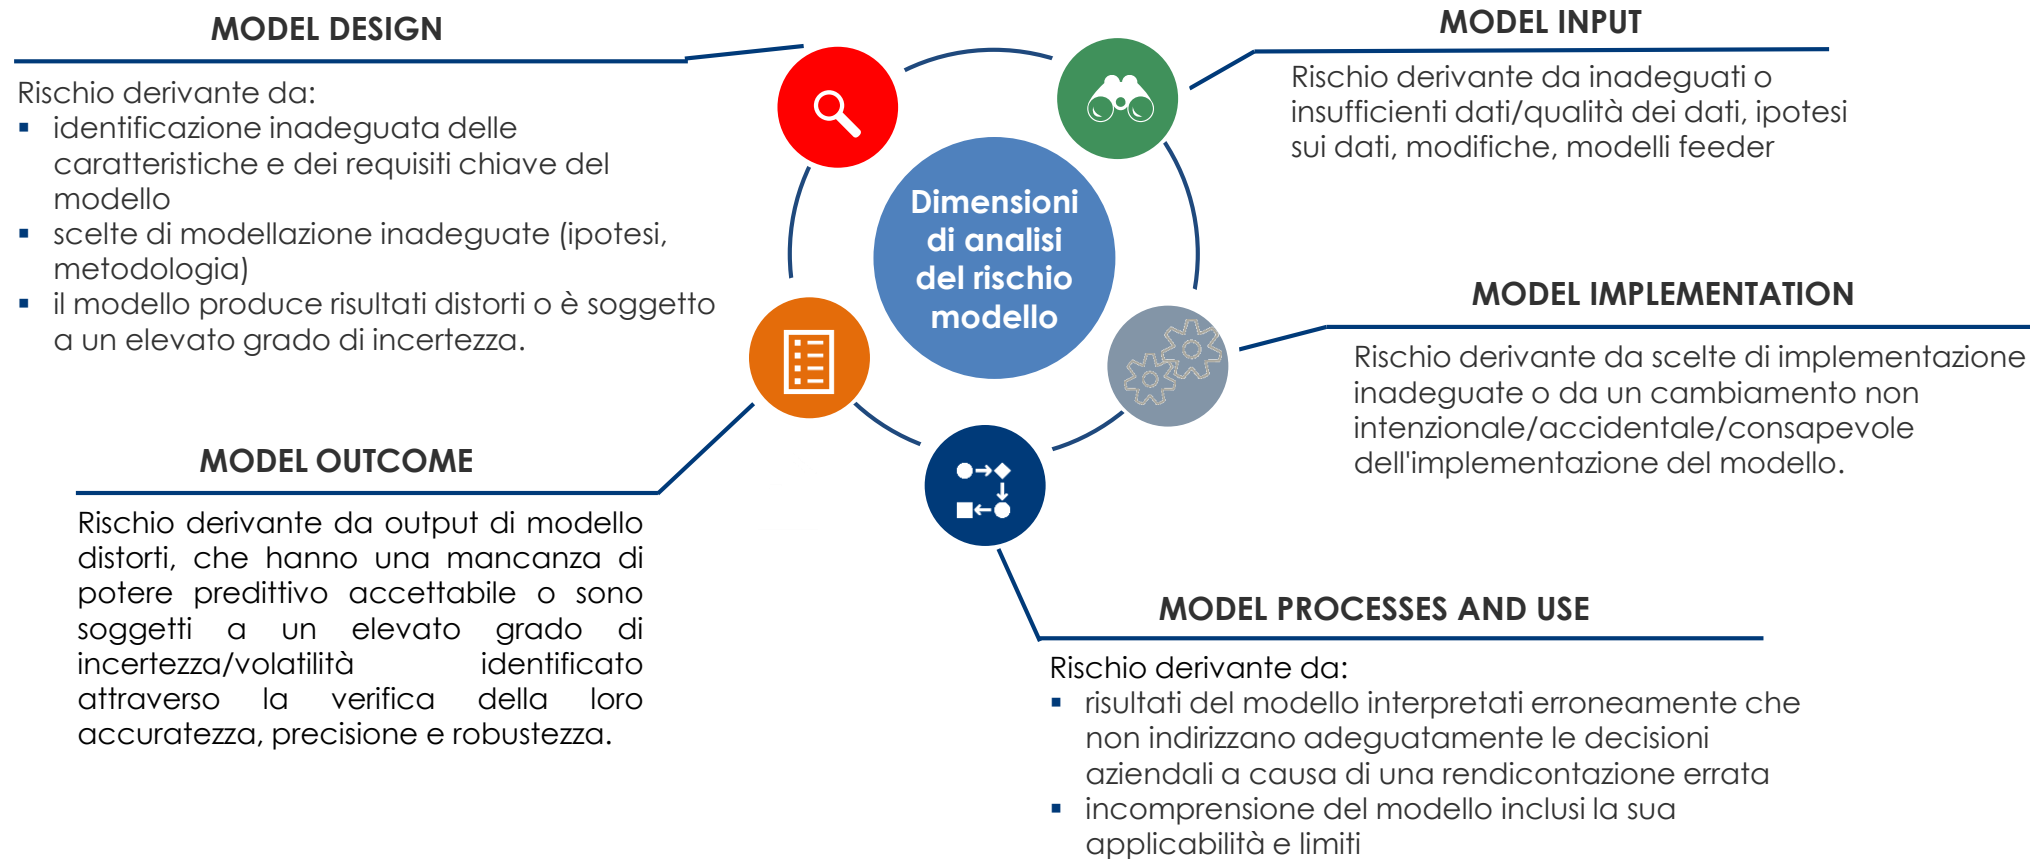 MODEL DESIGN
Rischio derivante da:
▪ identificazione inadeguata delle
caratteristiche e dei requisiti chiave del
modello
▪ scelte di modellazione inadeguate (ipotesi,
metodologia)
▪ il modello produce risultati distorti o è soggetto
a un elevato grado di incertezza.
MODEL INPUT
Rischio derivante da inadeguati o
insufficienti dati/qualità dei dati, ipotesi
sui dati, modifiche, modelli feeder
Dimensioni
di analisi
del rischio
modello
MODEL IMPLEMENTATION
Rischio derivante da scelte di implementazione
inadeguate o da un cambiamento non
intenzionale/accidentale/consapevole
dell'implementazione del modello.
MODEL OUTCOME
Rischio derivante da output di modello
distorti, che hanno una mancanza di
potere predittivo accettabile o sono
soggetti a un elevato grado di
incertezza/volatilità identificato
attraverso la verifica della loro
accuratezza, precisione e robustezza.
MODEL PROCESSES AND USE
Rischio derivante da:
▪ risultati del modello interpretati erroneamente che
non indirizzano adeguatamente le decisioni
aziendali a causa di una rendicontazione errata
▪ incomprensione del modello inclusi la sua
applicabilità e limiti